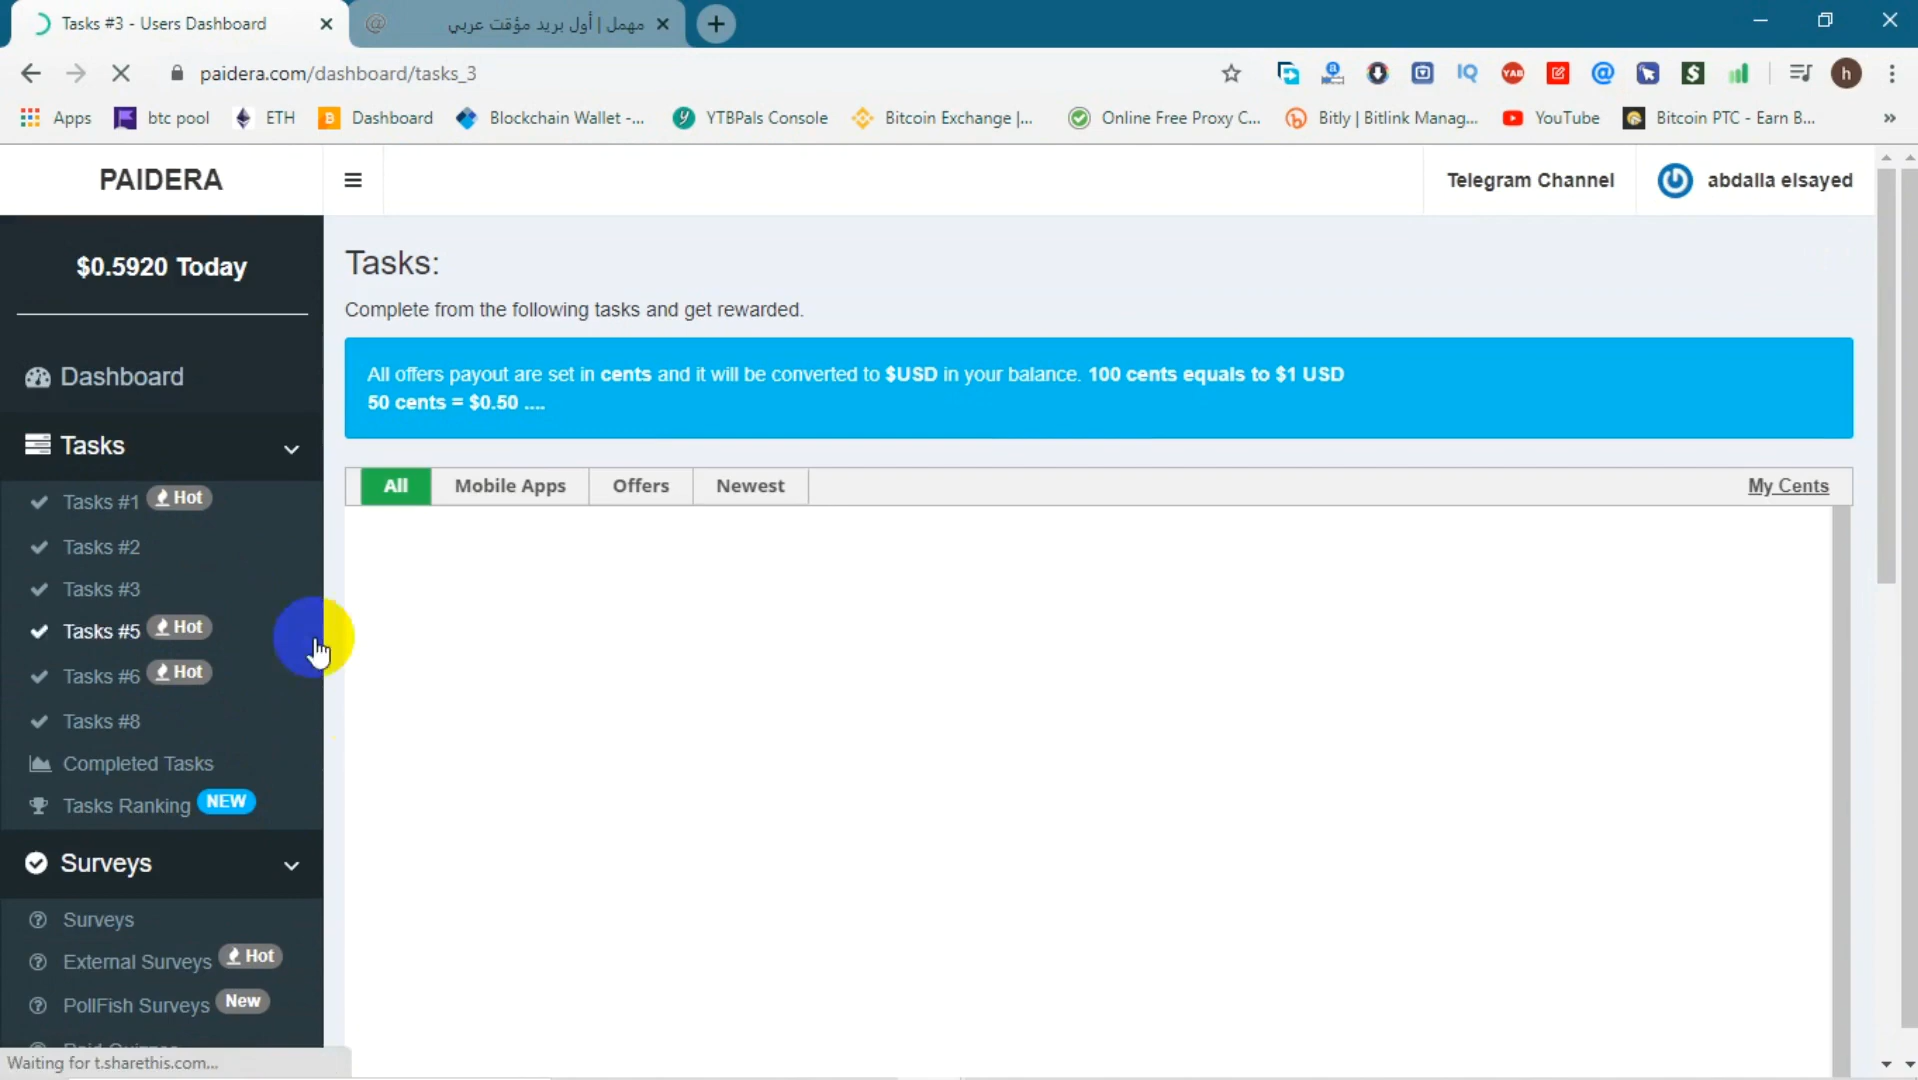 Tasks #3 - Users Dashboard
مهمل | أول بريد مؤقت عربي
paidera.com/dashboard/tasks_3
h
Apps
btc pool
ETH
Dashboard
Blockchain Wallet -...
YTBPals Console
Bitcoin Exchange |...
Online Free Proxy C...
Bitly | Bitlink Manag...
YouTube
Bitcoin PTC - Earn B...
PAIDERA
Telegram Channel
abdalla elsayed
$0.5920 Today
Dashboard
Tasks
Tasks #1 Hot
Tasks #2
Tasks #3
Tasks #5 Hot
Tasks #6 Hot
Tasks #8
Completed Tasks
Tasks Ranking NEW
Surveys
Surveys
External Surveys Hot
PollFish Surveys New
Paid Quizzes
Waiting for t.sharethis.com...
Tasks:
Complete from the following tasks and get rewarded.
All offers payout are set in cents and it will be converted to $USD in your balance. 100 cents equals to $1 USD
50 cents = $0.50 ....
All
Mobile Apps
Offers
Newest
My Cents